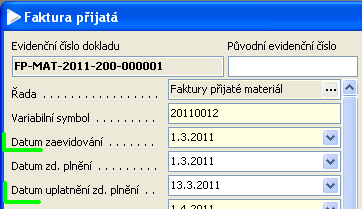 Faktura přijatá
Evidenční číslo dokladu Původní evidenční číslo
FP-MAT-2011-200-000001
Řada . . . . . . . . . . . . . . . . . Faktury přijaté materiál ...
Variabilní symbol . . . . . . . . . 20110012
Datum zaevidování . . . . . . . 1.3.2011
Datum zd. plnění . . . . . . . . . 1.3.2011
Datum uplatnění zd. plnění . . 13.3.2011
1.4.2011